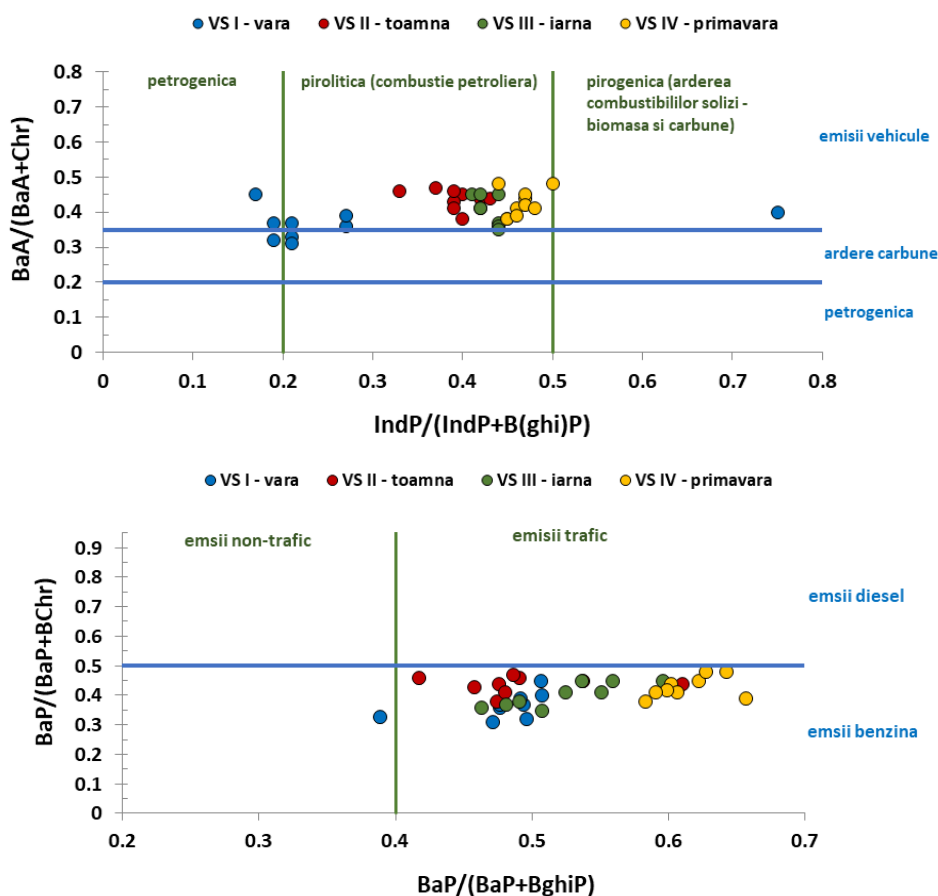 VS I - vara VS II - toamna VS III - iarna VS IV - primavara
petrogenica pirolitica (combustie petroliera) pirogenica (arderea
combustibililor solizi -
biomasa si carbune)
emisii vehicule
ardere carbune
petrogenica
BaA/(BaA+Chr)
0.8
0.7
0.6
0.5
0.4
0.3
0.2
0.1
0
0 0.1 0.2 0.3 0.4 0.5 0.6 0.7 0.8
IndP/(IndP+B(ghi)P)
VS I - vara VS II - toamna VS III - iarna VS IV - primavara
emsii non-trafic emisii trafic
emsii diesel
emsii benzina
BaP/(BaP+BChr)
0.9
0.8
0.7
0.6
0.5
0.4
0.3
0.2
0.1
0
0.2 0.3 0.4 0.5 0.6 0.7
BaP/(BaP+BghiP)